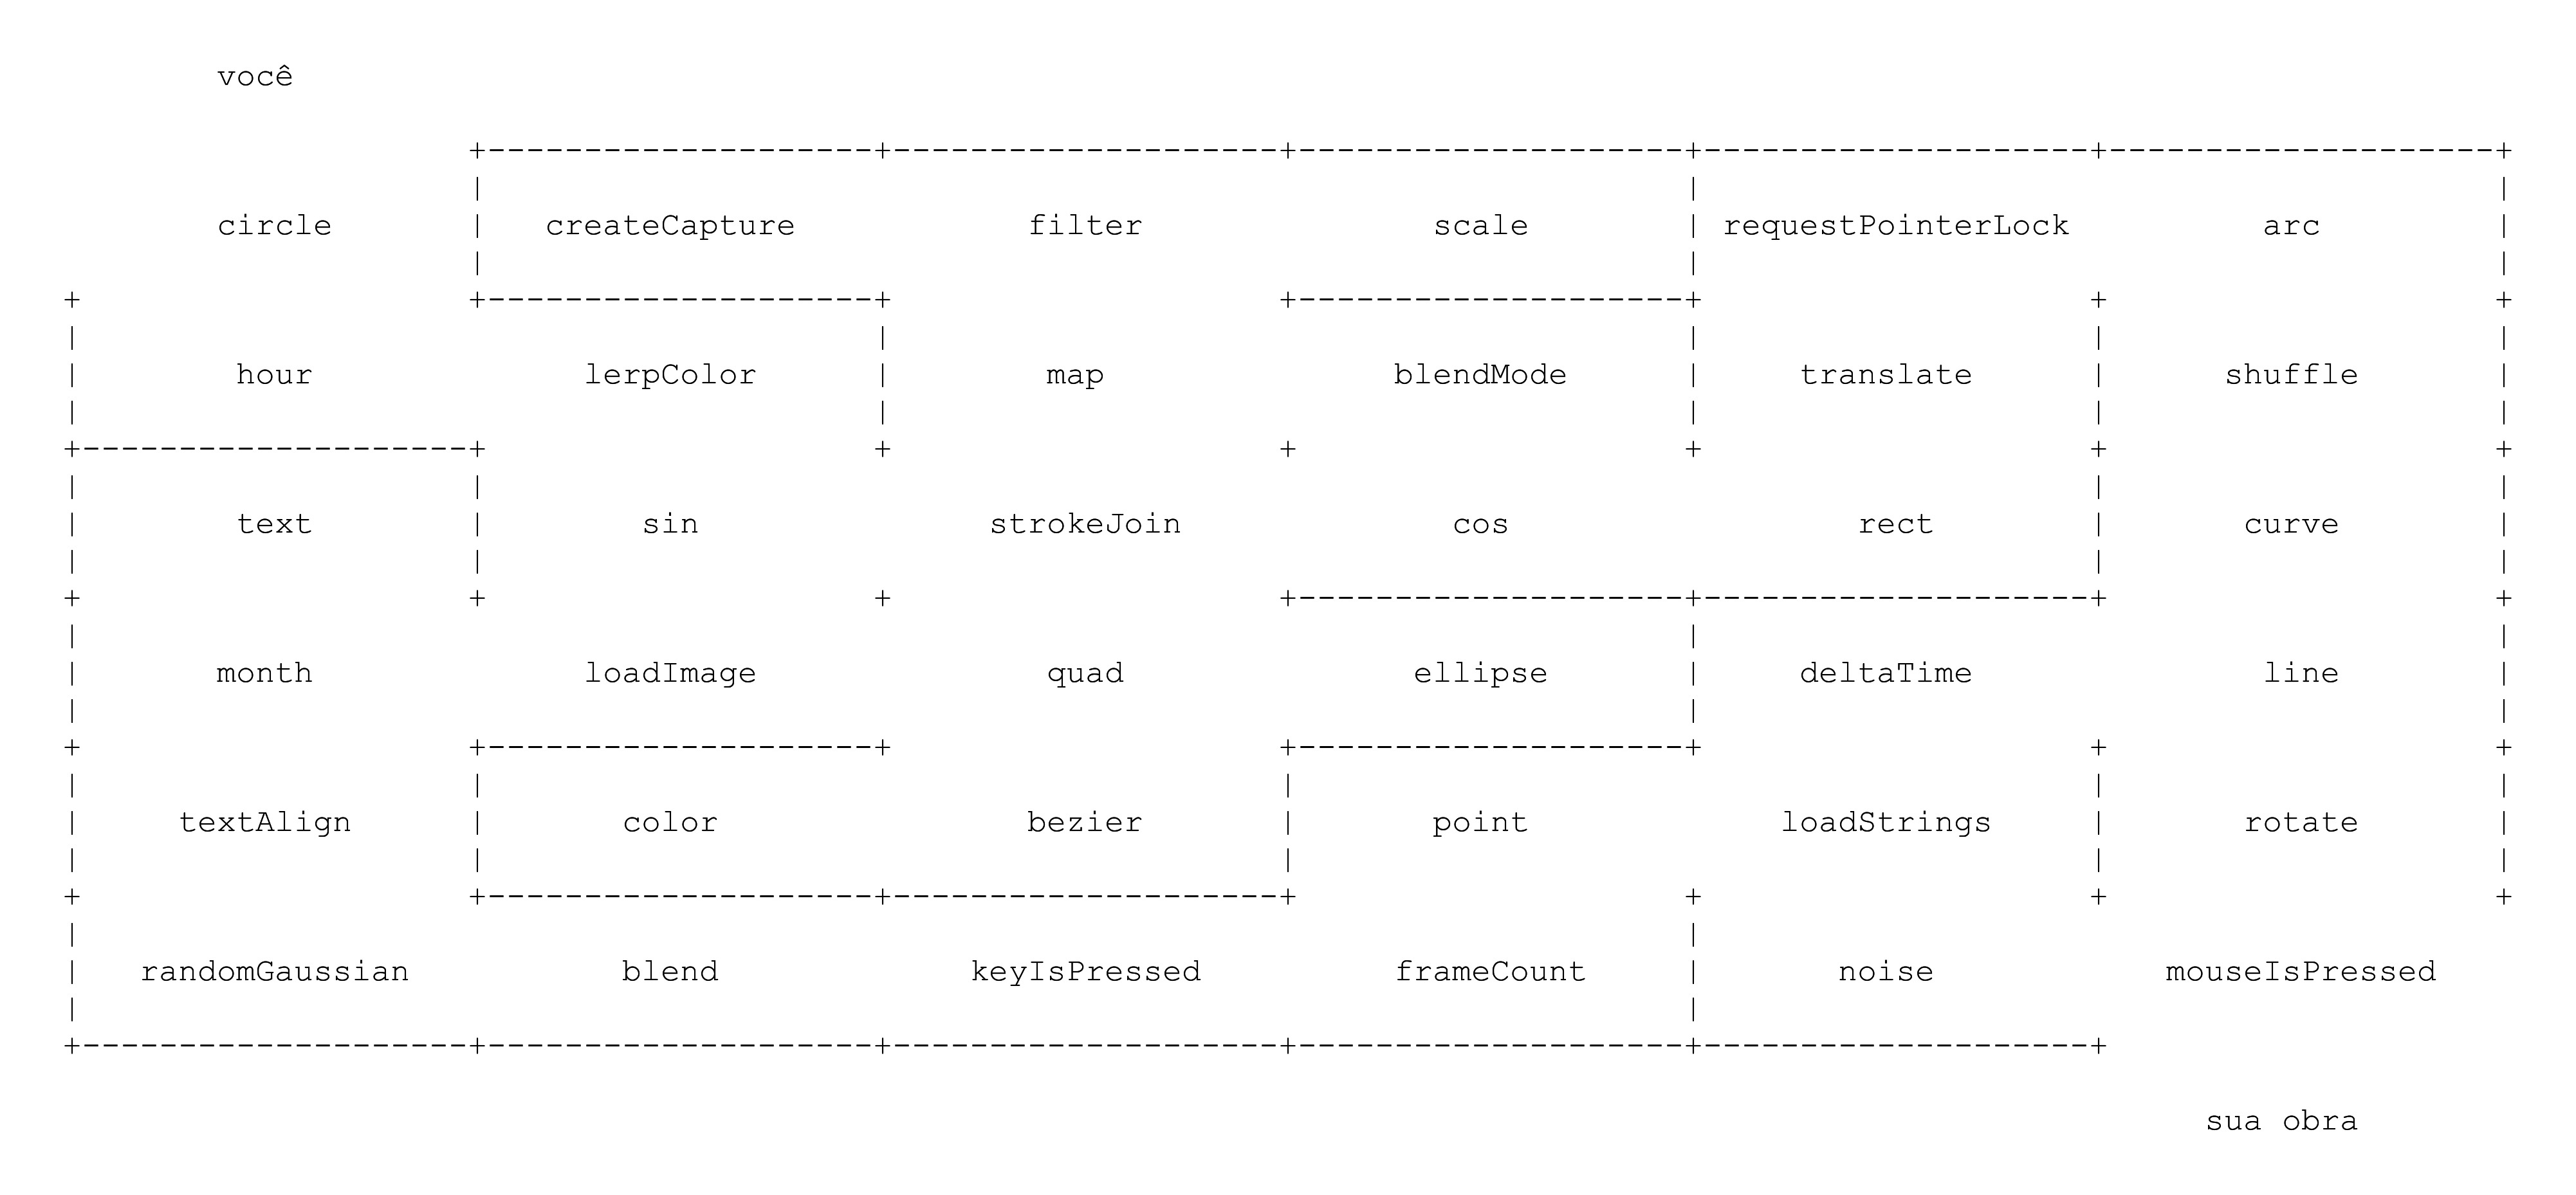 você
circle createCapture filter scale requestPointerLock arc
hour lerpColor map blendMode translate shuffle
text sin strokeJoin cos rect curve
month loadImage quad ellipse deltaTime line
textAlign color bezier point loadStrings rotate
randomGaussian blend keyIsPressed frameCount noise mouseIsPressed
sua obra